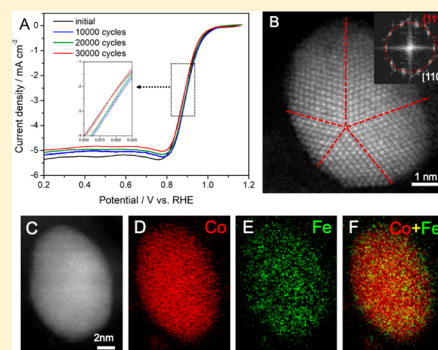 A
initial
10000 cycles
20000 cycles
30000 cycles
Current density / mA cm⁻²
0
-1
-2
-3
-4
-5
-6
0.2 0.4 0.6 0.8 1.0 1.2
Potential / V vs. RHE
B
[110
1 nm
C
2nm
D Co
E Fe
F Co+Fe